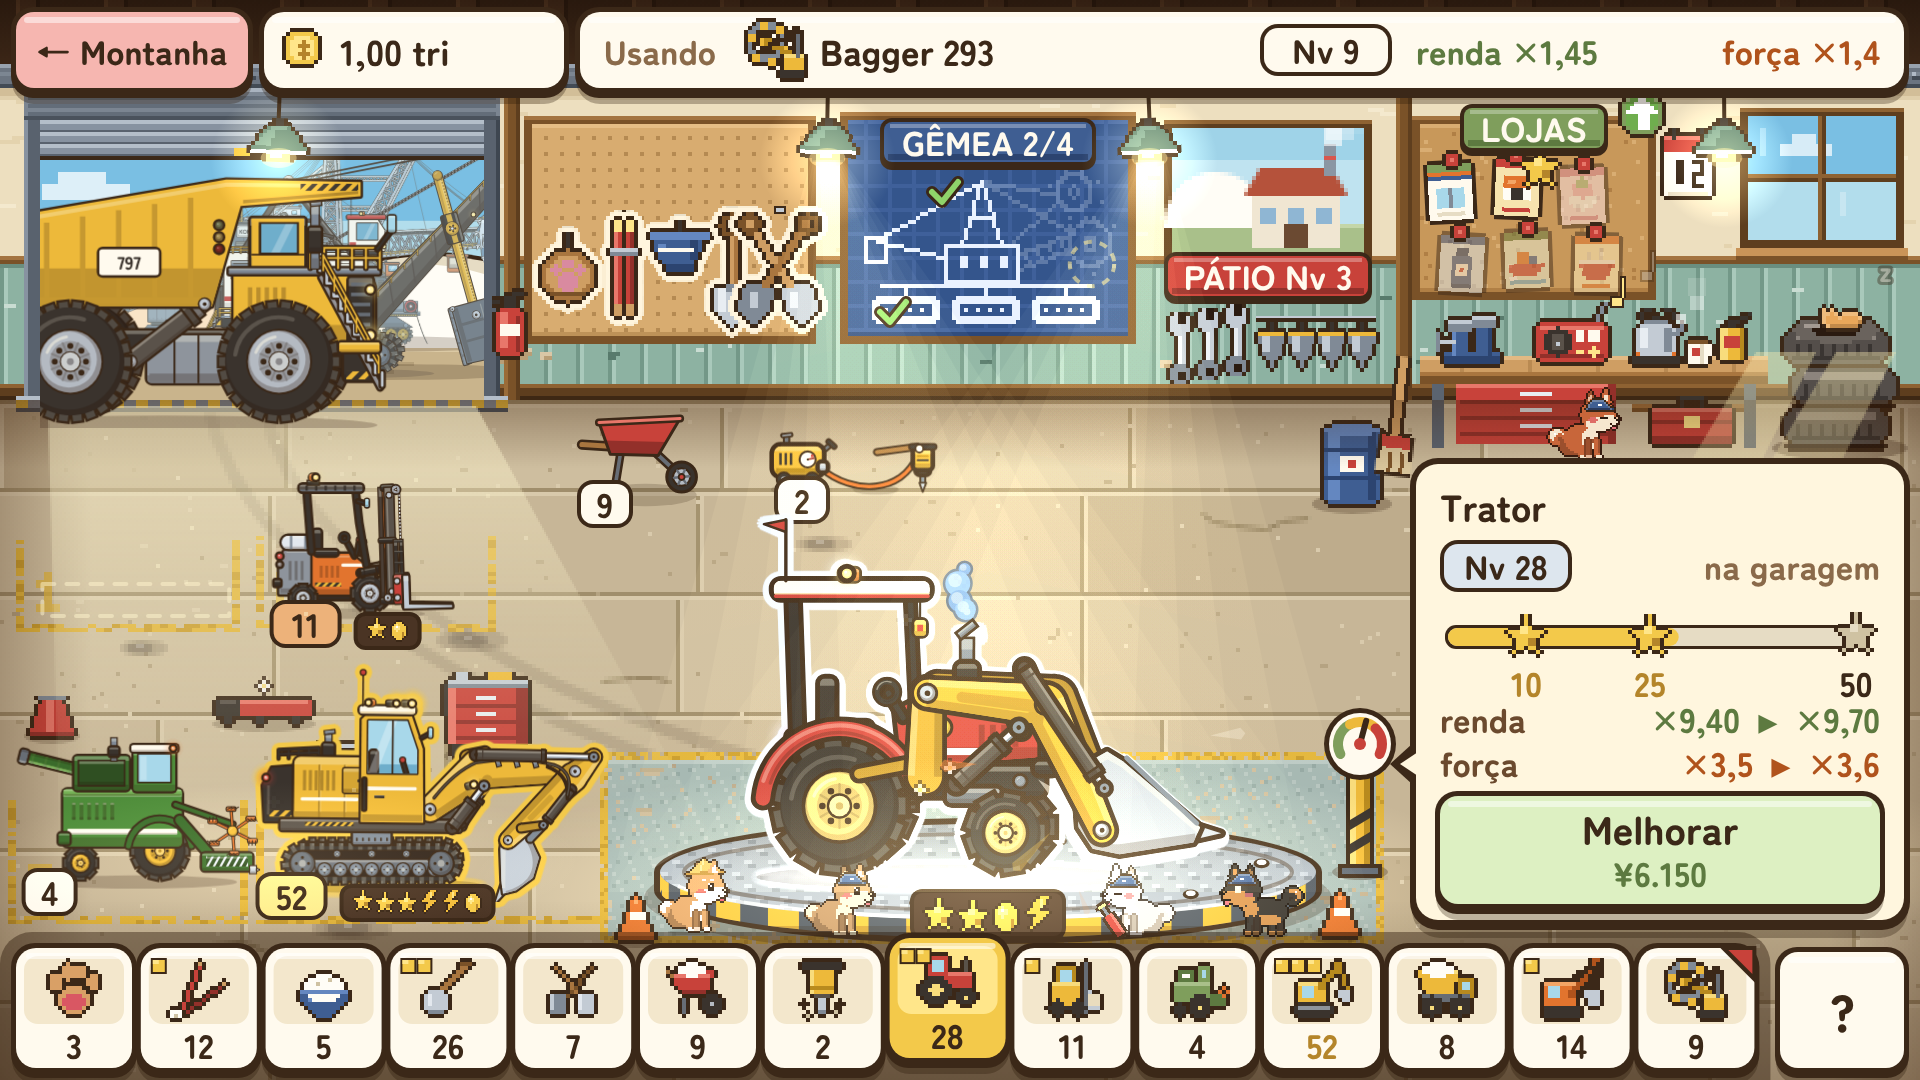 ← Montanha
1,00 tri
Usando
Bagger 293
Nv 9
renda ×1,45
força ×1,4
797
GÊMEA 2/4
PÁTIO Nv 3
LOJAS
12
z
9
2
11
4
52
Trator
Nv 28
na garagem
10
25
50
renda
×9,40 ► ×9,70
força
×3,5 ► ×3,6
Melhorar
¥6.150
3
12
5
26
7
9
2
28
11
4
52
8
14
9
?